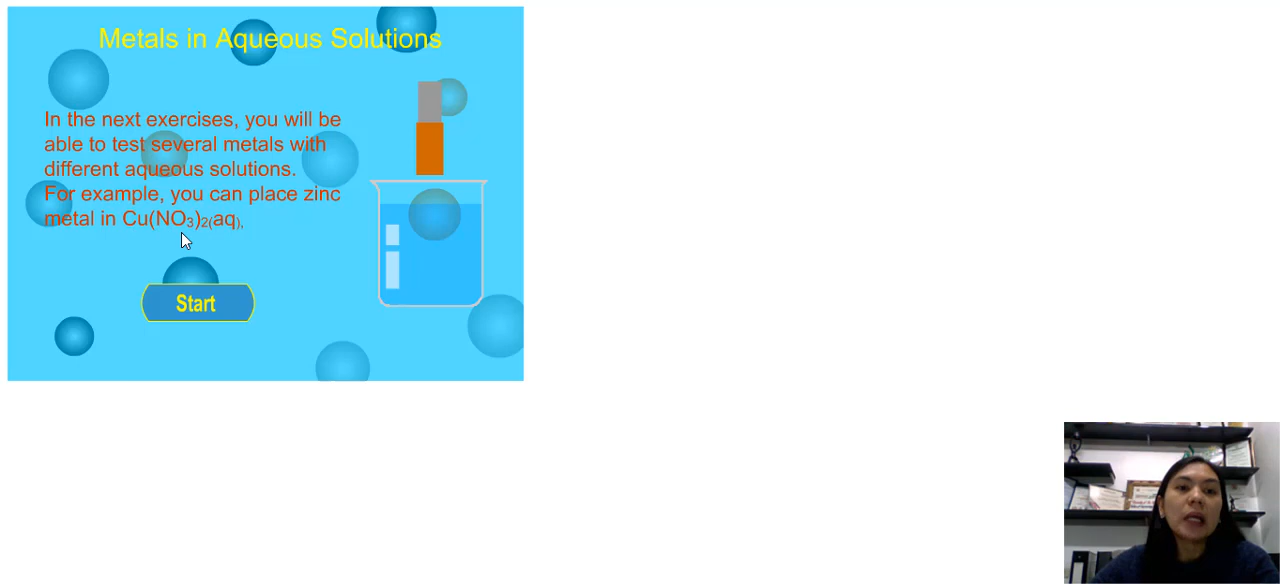 Metals in Aqueous Solutions
In the next exercises, you will be
able to test several metals with
different aqueous solutions.
For example, you can place zinc
metal in Cu(NO₃)₂(aq),
Start